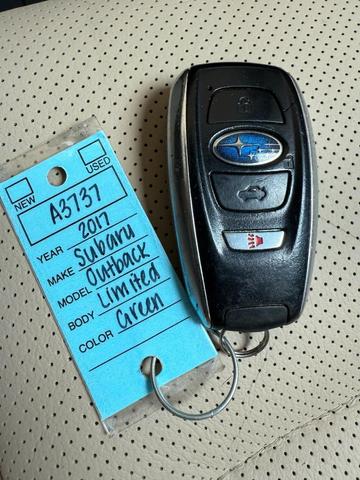 NEW USED
A3737
YEAR 2017
MAKE Subaru
MODEL Outback
BODY Limited
COLOR Green